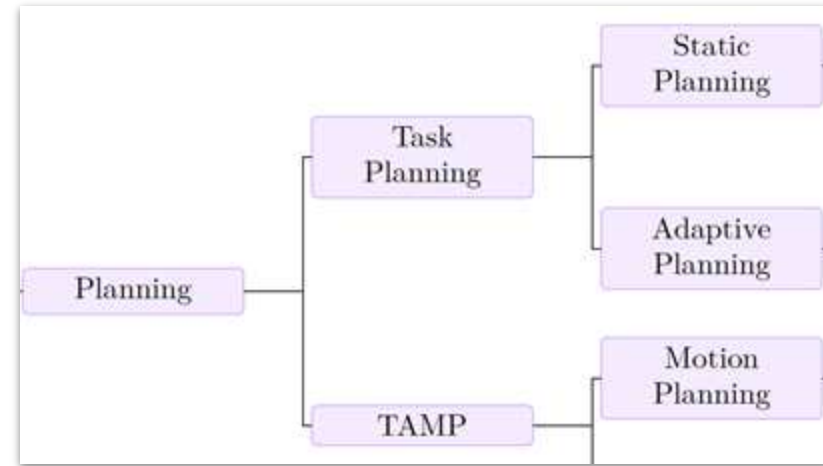 Static
Planning
Task
Planning
Adaptive
Planning
Planning
Motion
Planning
TAMP